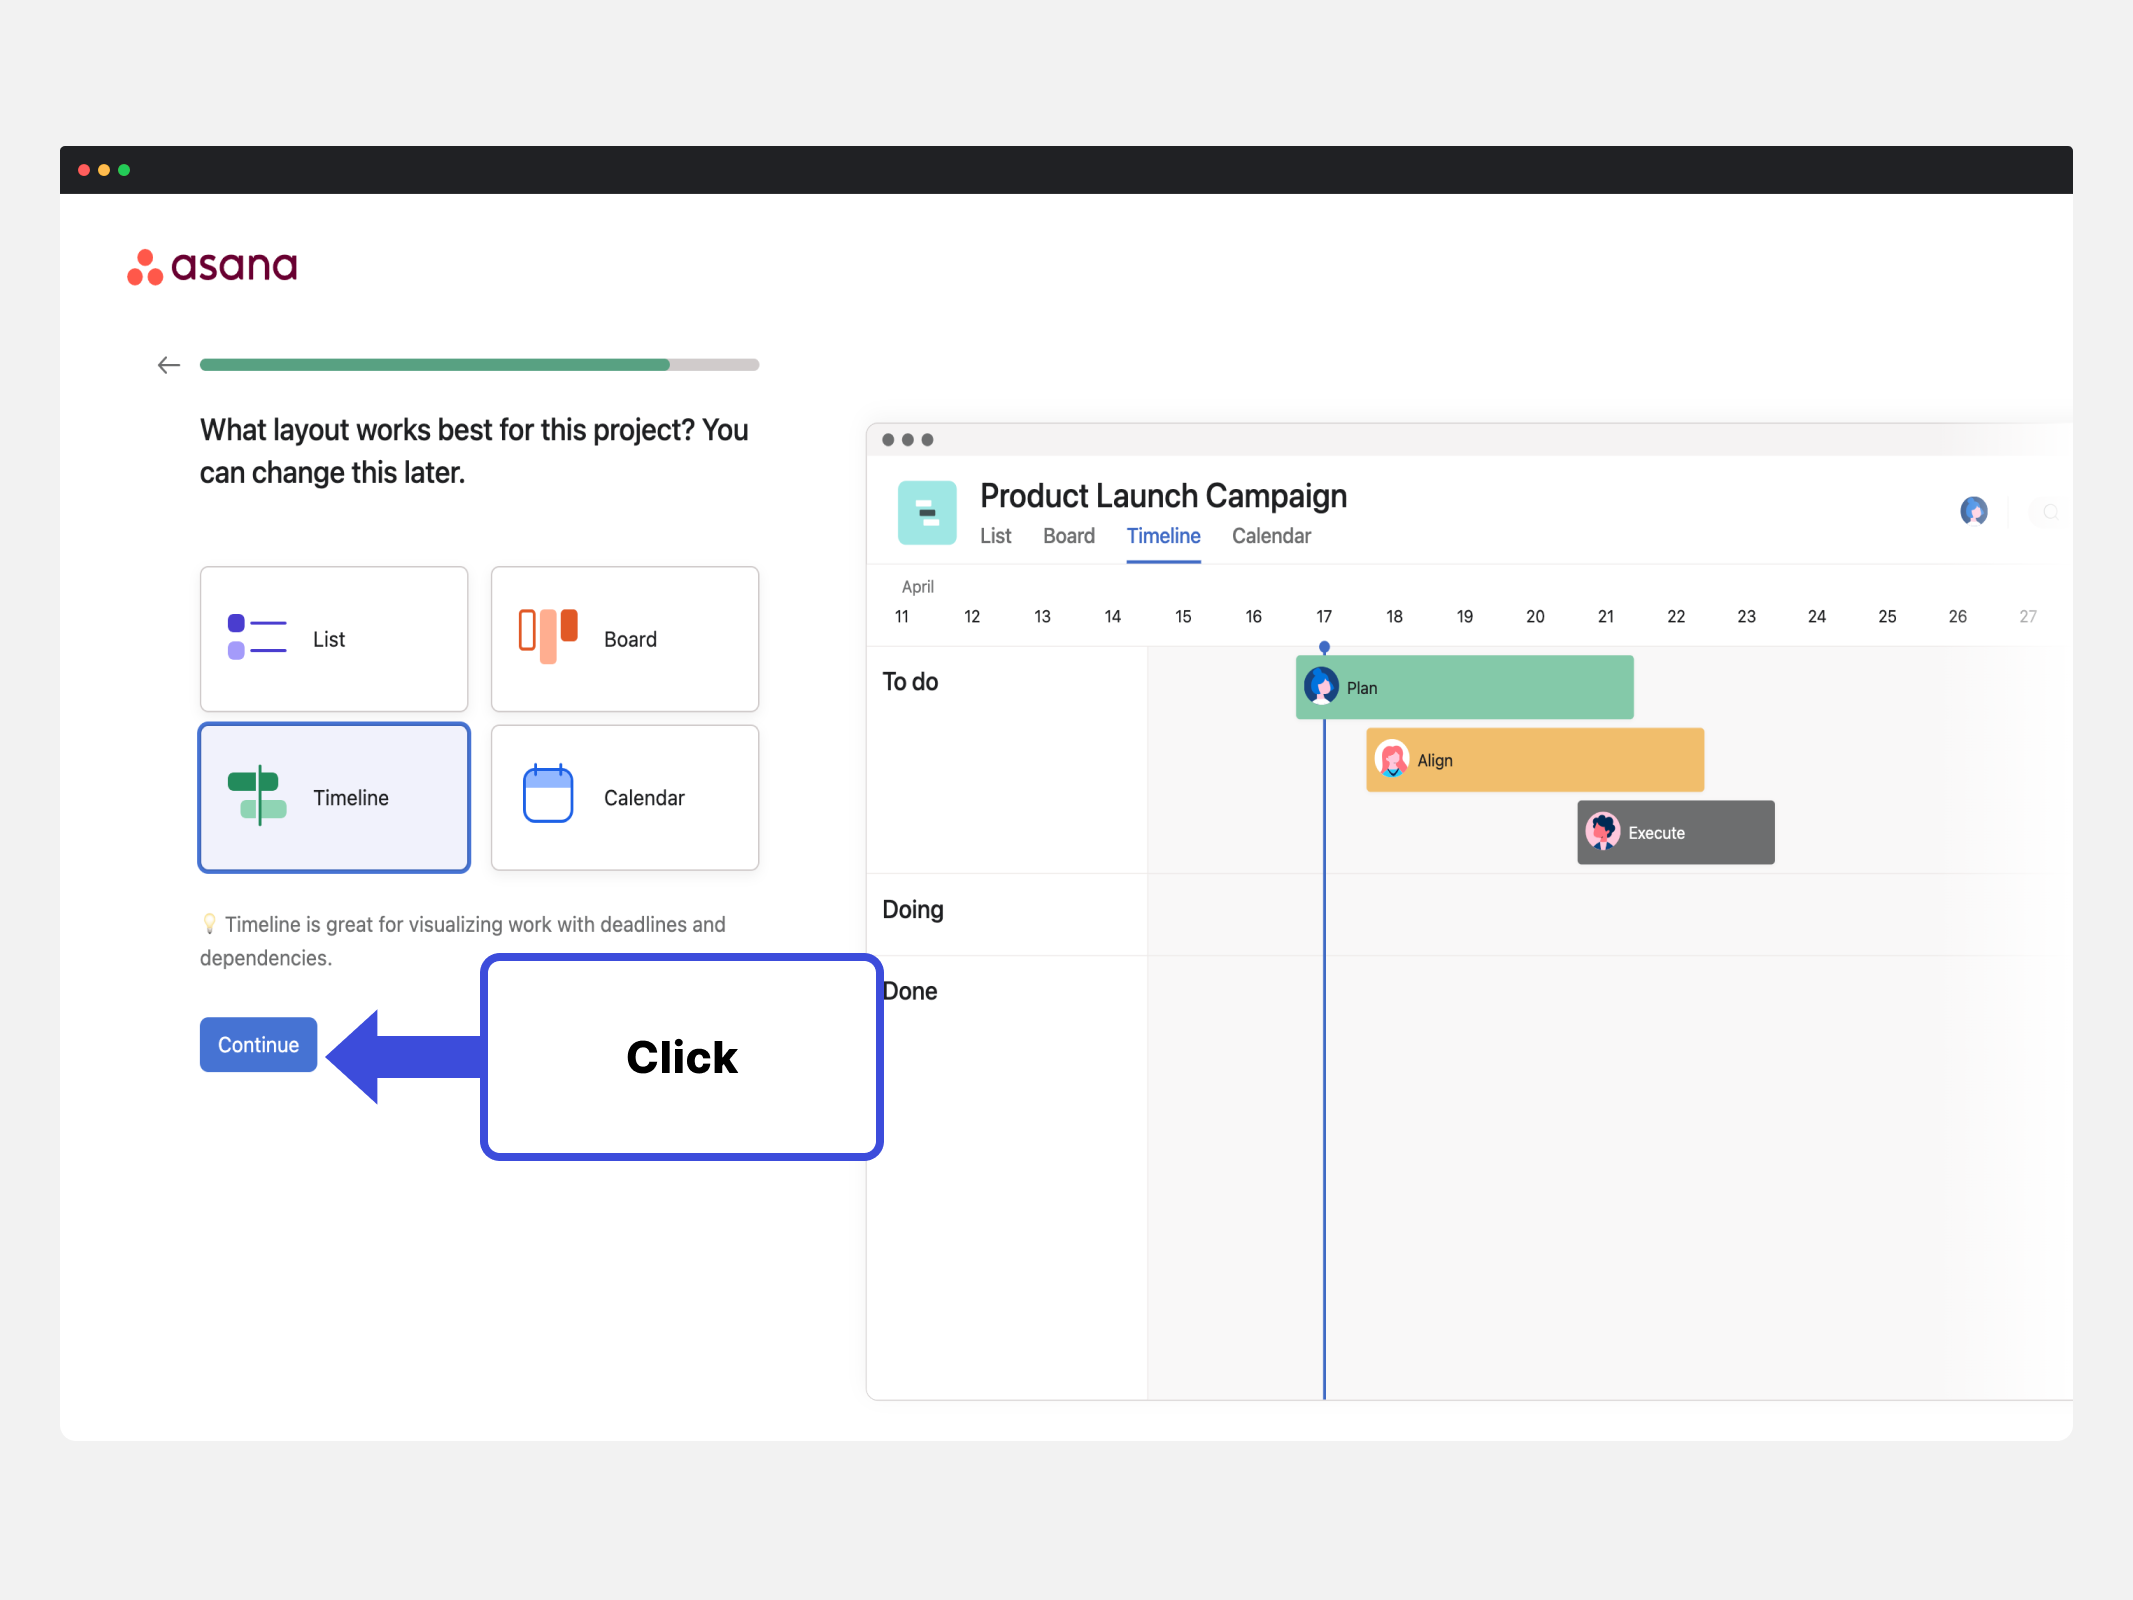 asana
What layout works best for this project? You
can change this later.
List
Board
Timeline
Calendar
Timeline is great for visualizing work with deadlines and
dependencies.
Continue
Click
Product Launch Campaign
List Board Timeline Calendar
April
11 12 13 14 15 16 17 18 19 20 21 22 23 24 25 26 27
To do
Plan
Align
Execute
Doing
Done